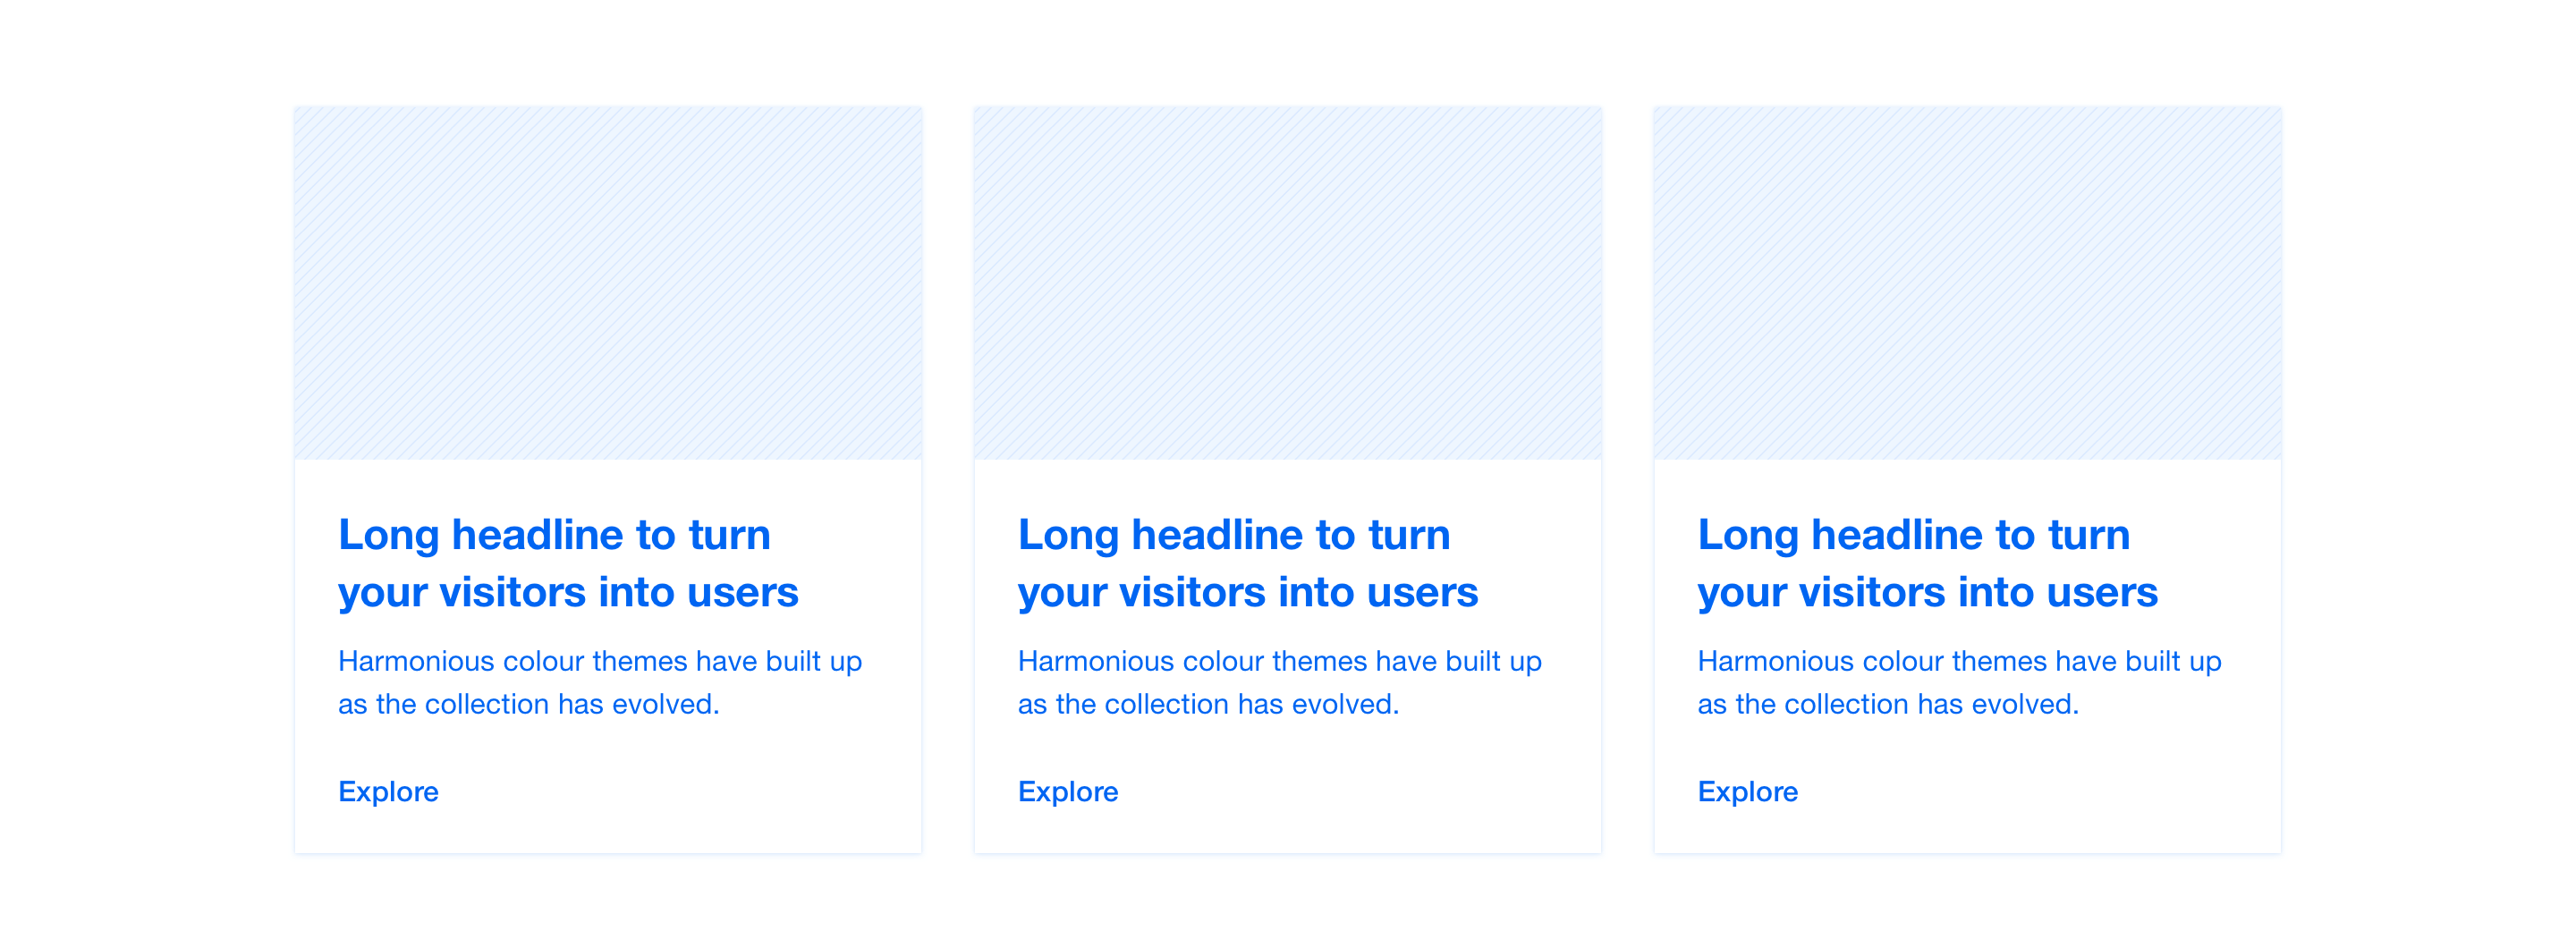 Long headline to turn
your visitors into users
Harmonious colour themes have built up
as the collection has evolved.
Explore
Long headline to turn
your visitors into users
Harmonious colour themes have built up
as the collection has evolved.
Explore
Long headline to turn
your visitors into users
Harmonious colour themes have built up
as the collection has evolved.
Explore